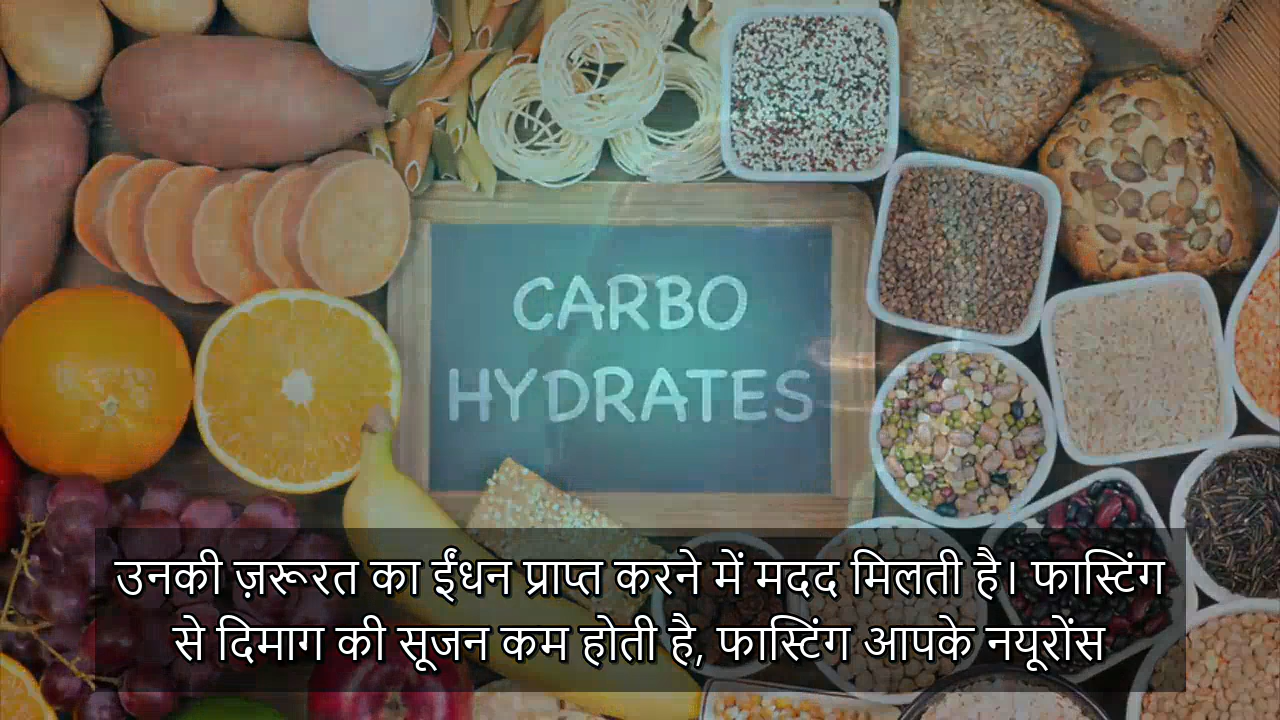 CARBO
HYDRATES
उनकी ज़रूरत का ईंधन प्राप्त करने में मदद मिलती है। फास्टिंग
से दिमाग की सूजन कम होती है, फास्टिंग आपके नयूरोंस